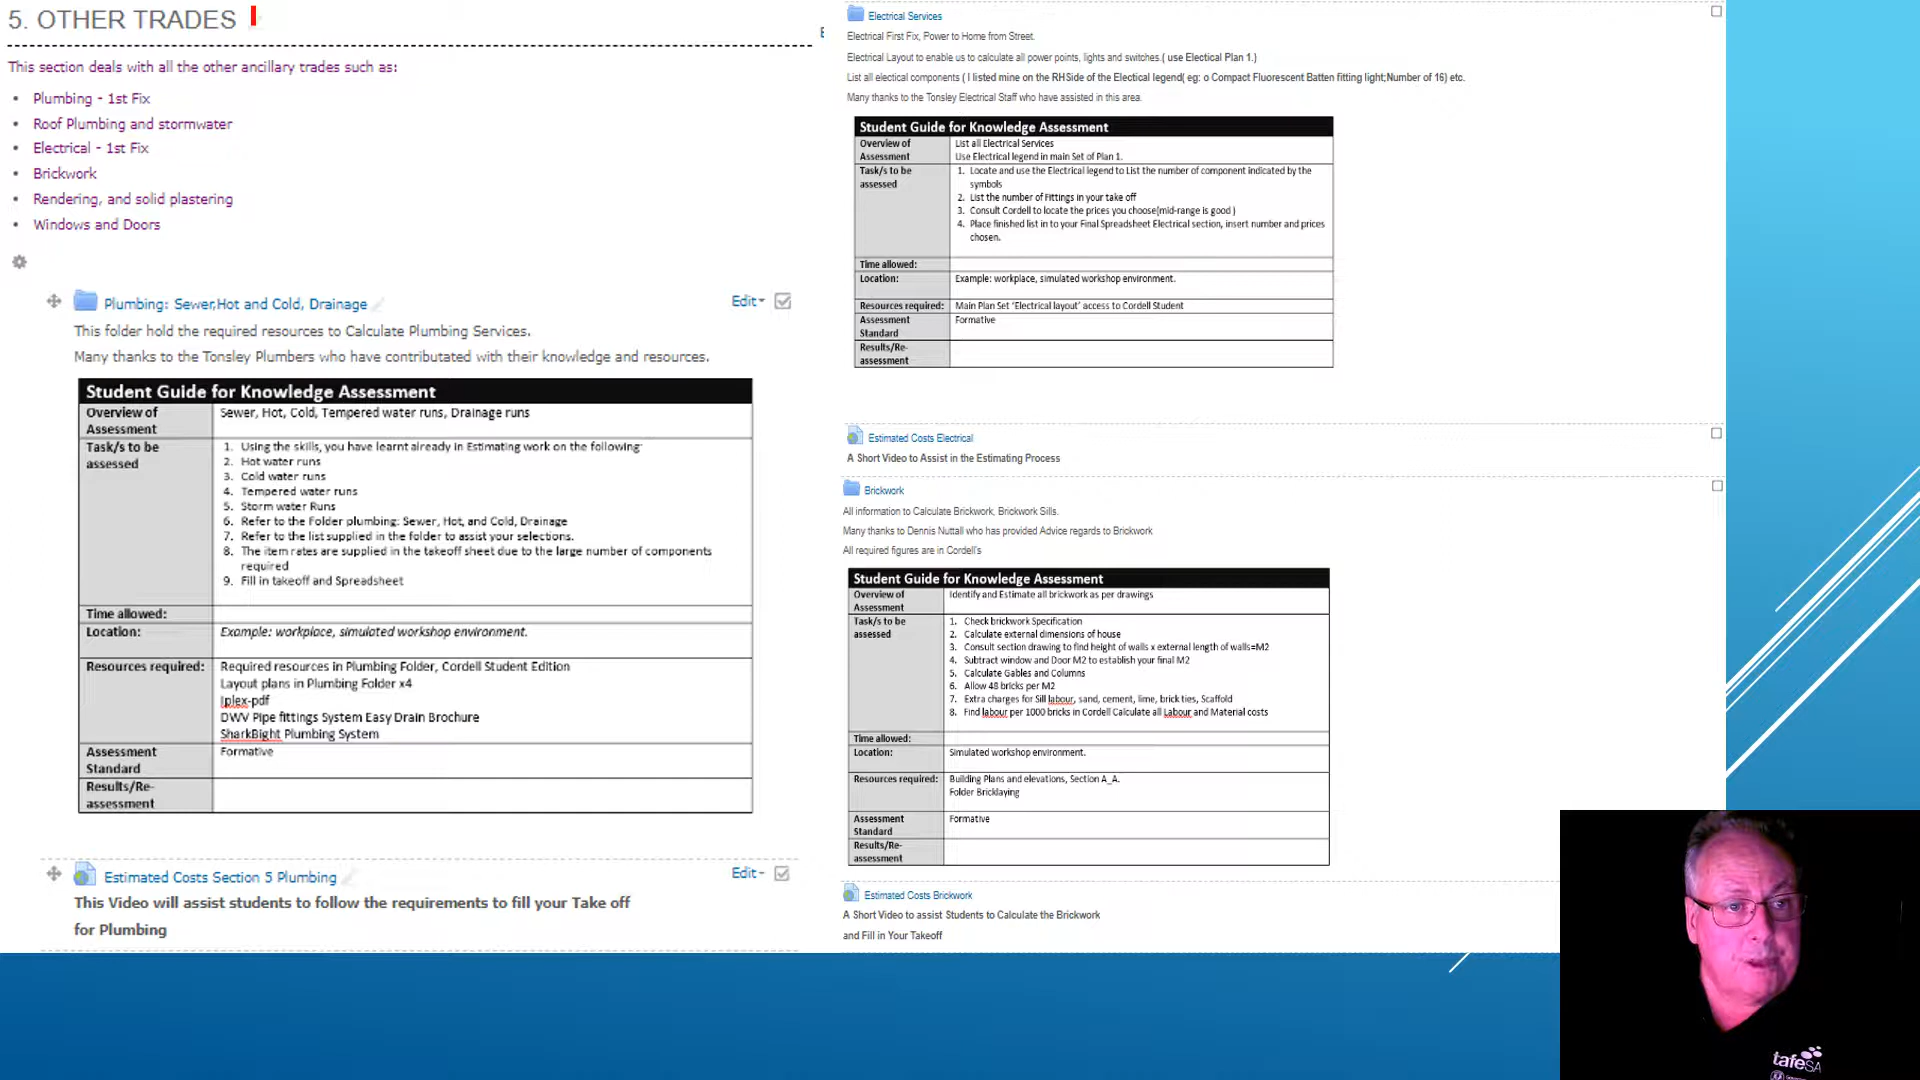 5. OTHER TRADES
This section deals with all the other ancillary trades such as:
• Plumbing - 1st Fix
• Roof Plumbing and stormwater
• Electrical - 1st Fix
• Brickwork
• Rendering, and solid plastering
• Windows and Doors
Plumbing: Sewer,Hot and Cold, Drainage
Edit
This folder hold the required resources to Calculate Plumbing Services.
Many thanks to the Tonsley Plumbers who have contributated with their knowledge and resources.
Student Guide for Knowledge Assessment
Overview of
Assessment
Sewer, Hot, Cold, Tempered water runs, Drainage runs
Task/s to be
assessed
1. Using the skills, you have learnt already in Estimating work on the following:
2. Hot water runs
3. Cold water runs
4. Tempered water runs
5. Storm water Runs
6. Refer to the Folder plumbing: Sewer, Hot, and Cold, Drainage
7. Refer to the list supplied in the folder to assist your selections.
8. The item rates are supplied in the takeoff sheet due to the large number of components
required
9. Fill in takeoff and Spreadsheet
Time allowed:
Location:
Example: workplace, simulated workshop environment.
Resources required:
Required resources in Plumbing Folder, Cordell Student Edition
Layout plans in Plumbing Folder x4
Iplex-pdf
DWV Pipe fittings System Easy Drain Brochure
SharkBight Plumbing System
Assessment
Standard
Formative
Results/Re-
assessment
Estimated Costs Section 5 Plumbing
Edit
This Video will assist students to follow the requirements to fill your Take off
for Plumbing
Electrical Services
Electrical First Fix, Power to Home from Street.
Electrical Layout to enable us to calculate all power points, lights and switches.( use Electical Plan 1.)
List all electical components ( I listed mine on the RHSide of the Electical legend( eg: o Compact Fluorescent Batten fitting light;Number of 16) etc.
Many thanks to the Tonsley Electrical Staff who have assisted in this area.
Student Guide for Knowledge Assessment
Overview of
Assessment
List all Electrical Services
Use Electrical legend in main Set of Plan 1.
Task/s to be
assessed
1. Locate and use the Electrical legend to List the number of component indicated by the
symbols
2. List the number of Fittings in your take off
3. Consult Cordell to locate the prices you choose(mid-range is good )
4. Place finished list in to your Final Spreadsheet Electrical section, insert number and prices
chosen.
Time allowed:
Location:
Example: workplace, simulated workshop environment.
Resources required:
Main Plan Set ‘Electrical layout’ access to Cordell Student
Assessment
Standard
Formative
Results/Re-
assessment
Estimated Costs Electrical
A Short Video to Assist in the Estimating Process
Brickwork
All information to Calculate Brickwork, Brickwork Sills.
Many thanks to Dennis Nuttall who has provided Advice regards to Brickwork
All required figures are in Cordell's
Student Guide for Knowledge Assessment
Overview of
Assessment
Identify and Estimate all brickwork as per drawings
Task/s to be
assessed
1. Check brickwork Specification
2. Calculate external dimensions of house
3. Consult section drawing to find height of walls x external length of walls=M2
4. Subtract window and Door M2 to establish your final M2
5. Calculate Gables and Columns
6. Allow 48 bricks per M2
7. Extra charges for Sill labour, sand, cement, lime, brick ties, Scaffold
8. Find labour per 1000 bricks in Cordell Calculate all Labour and Material costs
Time allowed:
Location:
Simulated workshop environment.
Resources required:
Building Plans and elevations, Section A_A.
Folder Bricklaying
Assessment
Standard
Formative
Results/Re-
assessment
Estimated Costs Brickwork
A Short Video to assist Students to Calculate the Brickwork
and Fill in Your Takeoff
tafeSA